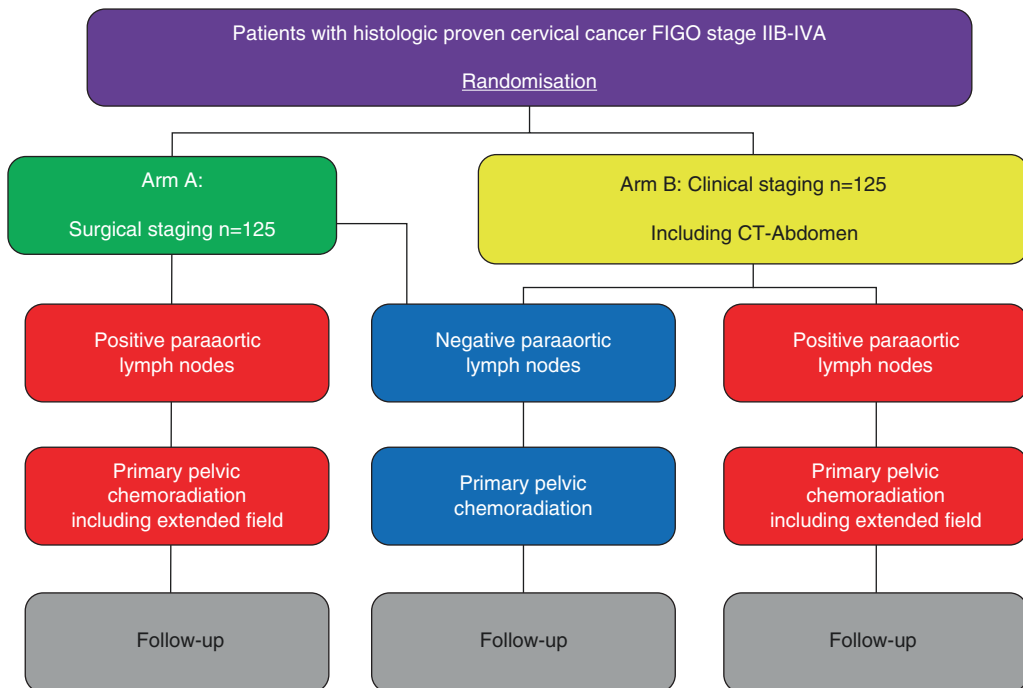 Patients with histologic proven cervical cancer FIGO stage IIB-IVA
Randomisation
Arm A:
Surgical staging n=125
Arm B: Clinical staging n=125
Including CT-Abdomen
Positive paraaortic
lymph nodes
Negative paraaortic
lymph nodes
Positive paraaortic
lymph nodes
Primary pelvic
chemoradiation
including extended field
Primary pelvic
chemoradiation
Primary pelvic
chemoradiation
including extended field
Follow-up
Follow-up
Follow-up